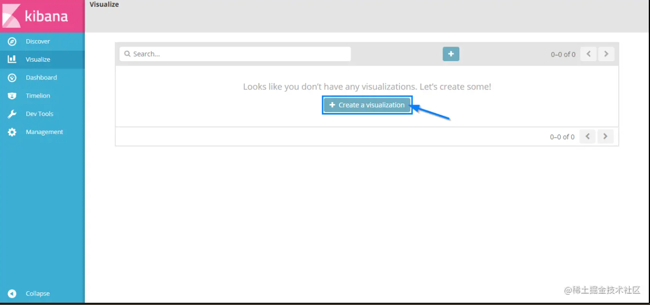 kibana
Visualize
Discover
Visualize
Dashboard
Timelion
Dev Tools
Management
Collapse
Search...
0–0 of 0
Looks like you don't have any visualizations. Let's create some!
Create a visualization
0–0 of 0
@稀土掘金技术社区